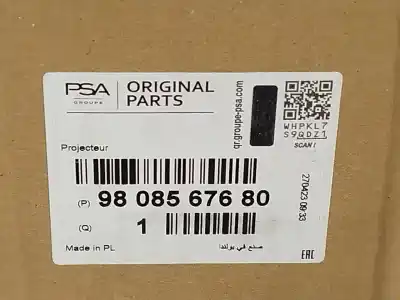 PSA
GROUPE
ORIGINAL
PARTS
qr.groupe-psa.com
WHPKL7
S9QDZ1
SCAN!
Projecteur
(P) 98 085 676 80
(Q) 1
270423 09:33
Made in PL
صنع في بولندا
EAC